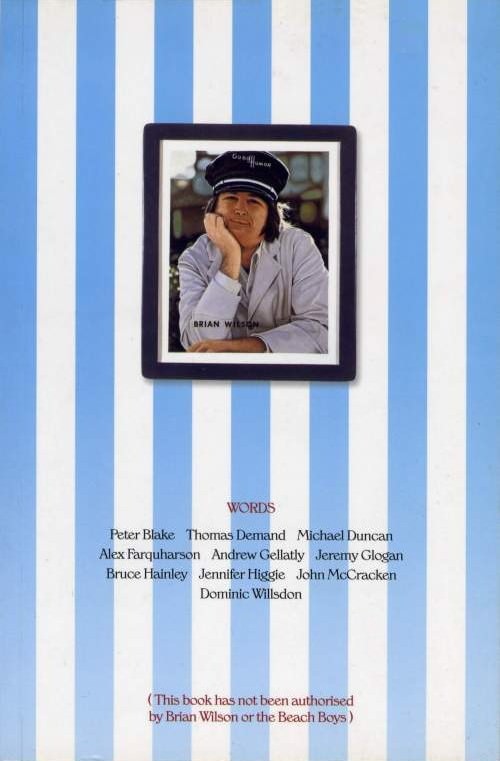 Good Humor
BRIAN WILSON
WORDS
Peter Blake Thomas Demand Michael Duncan
Alex Farquharson Andrew Gellatly Jeremy Glogan
Bruce Hainley Jennifer Higgie John McCracken
Dominic Willsdon
( This book has not been authorised
by Brian Wilson or the Beach Boys )